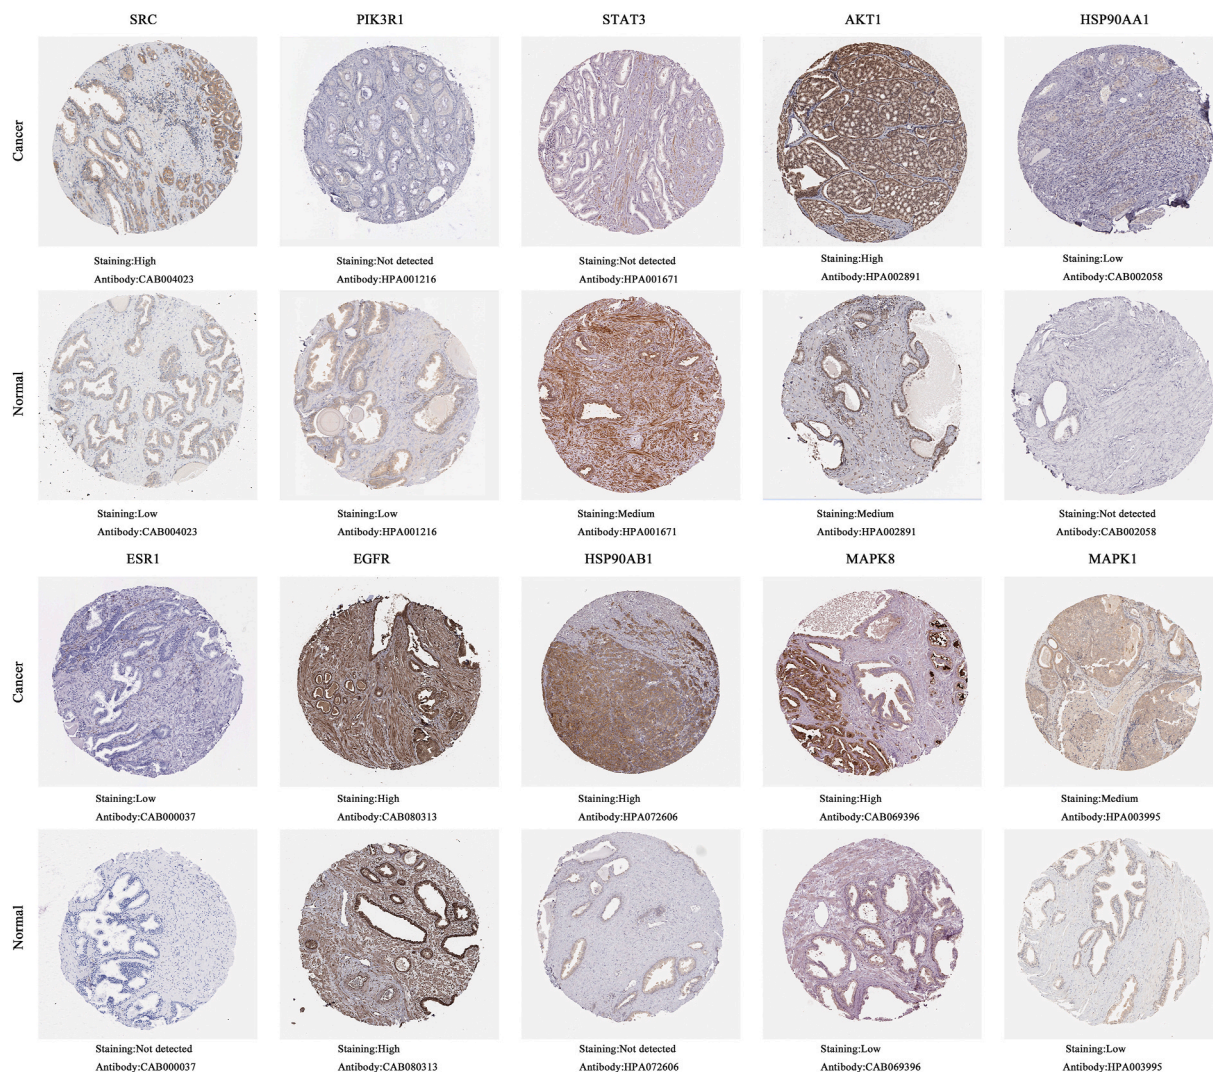 SRC PIK3R1 STAT3 AKT1 HSP90AA1
Cancer
Staining:High Staining:Not detected Staining:Not detected Staining:High Staining:Low
Antibody:CAB004023 Antibody:HPA001216 Antibody:HPA001671 Antibody:HPA002891 Antibody:CAB002058
Normal
Staining:Low Staining:Low Staining:Medium Staining:Medium Staining:Not detected
Antibody:CAB004023 Antibody:HPA001216 Antibody:HPA001671 Antibody:HPA002891 Antibody:CAB002058
ESR1 EGFR HSP90AB1 MAPK8 MAPK1
Cancer
Staining:Low Staining:High Staining:High Staining:High Staining:Medium
Antibody:CAB000037 Antibody:CAB080313 Antibody:HPA072606 Antibody:CAB069396 Antibody:HPA003995
Normal
Staining:Not detected Staining:High Staining:Not detected Staining:Low Staining:Low
Antibody:CAB000037 Antibody:CAB080313 Antibody:HPA072606 Antibody:CAB069396 Antibody:HPA003995